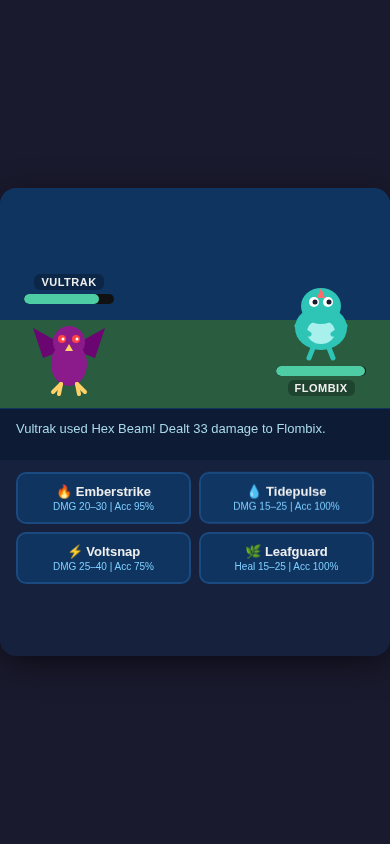 VULTRAK
FLOMBIX
Vultrak used Hex Beam! Dealt 33 damage to Flombix.
🔥 Emberstrike
DMG 20–30 | Acc 95%
💧 Tidepulse
DMG 15–25 | Acc 100%
⚡ Voltsnap
DMG 25–40 | Acc 75%
🌿 Leafguard
Heal 15–25 | Acc 100%